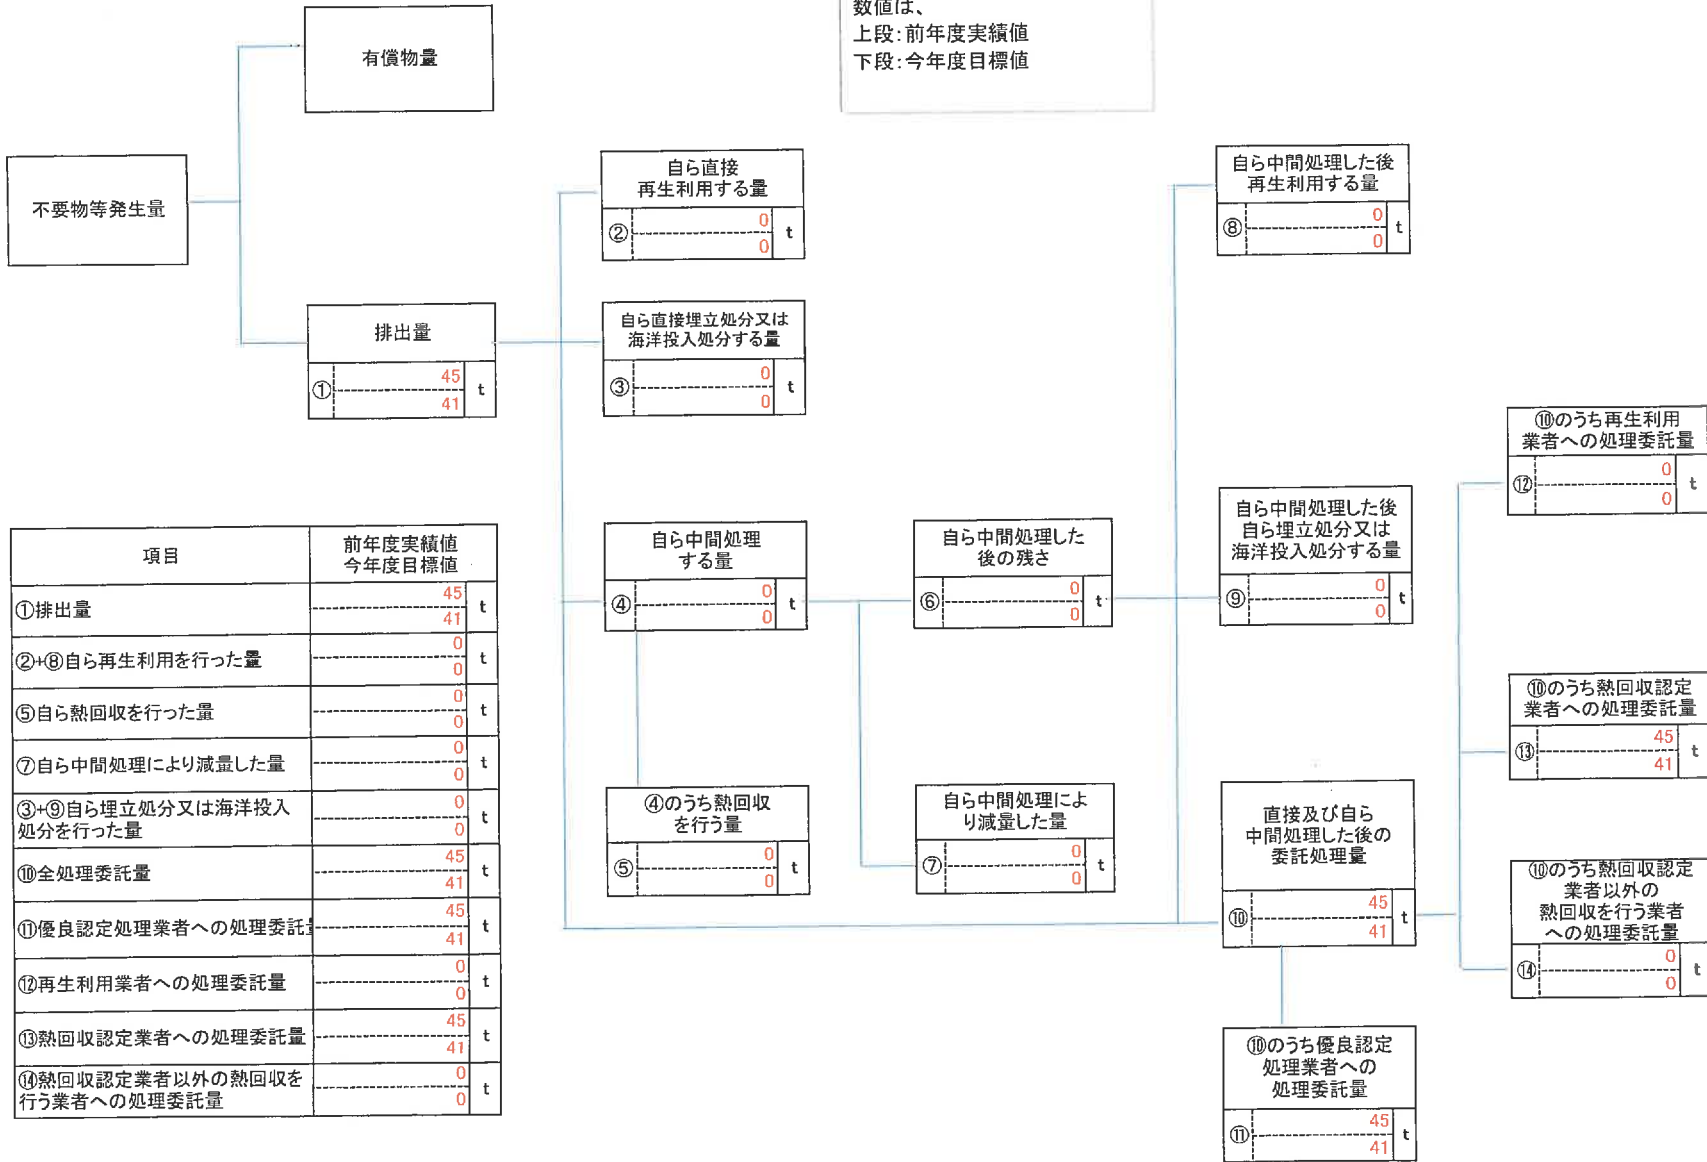 数値は、
上段:前年度実績値
下段:今年度目標値
有償物量
不要物等発生量
排出量
①
45
41
t
自ら直接
再生利用する量
②
0
0
t
自ら直接埋立処分又は
海洋投入処分する量
③
0
0
t
自ら中間処理
する量
④
0
0
t
④のうち熱回収
を行う量
⑤
0
0
t
自ら中間処理した
後の残さ
⑥
0
0
t
自ら中間処理によ
り減量した量
⑦
0
0
t
自ら中間処理した後
再生利用する量
⑧
0
0
t
自ら中間処理した後
自ら埋立処分又は
海洋投入処分する量
⑨
0
0
t
直接及び自ら
中間処理した後の
委託処理量
⑩
45
41
t
⑩のうち優良認定
処理業者への
処理委託量
⑪
45
41
t
⑩のうち再生利用
業者への処理委託量
⑫
0
0
t
⑩のうち熱回収認定
業者への処理委託量
⑬
45
41
t
⑩のうち熱回収認定
業者以外の
熱回収を行う業者
への処理委託量
⑭
0
0
t
項目
前年度実績値
今年度目標値
①排出量
45
41
t
②+⑧自ら再生利用を行った量
0
0
t
⑤自ら熱回収を行った量
0
0
t
⑦自ら中間処理により減量した量
0
0
t
③+⑨自ら埋立処分又は海洋投入
処分を行った量
0
0
t
⑩全処理委託量
45
41
t
⑪優良認定処理業者への処理委託
45
41
t
⑫再生利用業者への処理委託量
0
0
t
⑬熱回収認定業者への処理委託量
45
41
t
⑭熱回収認定業者以外の熱回収を
行う業者への処理委託量
0
0
t